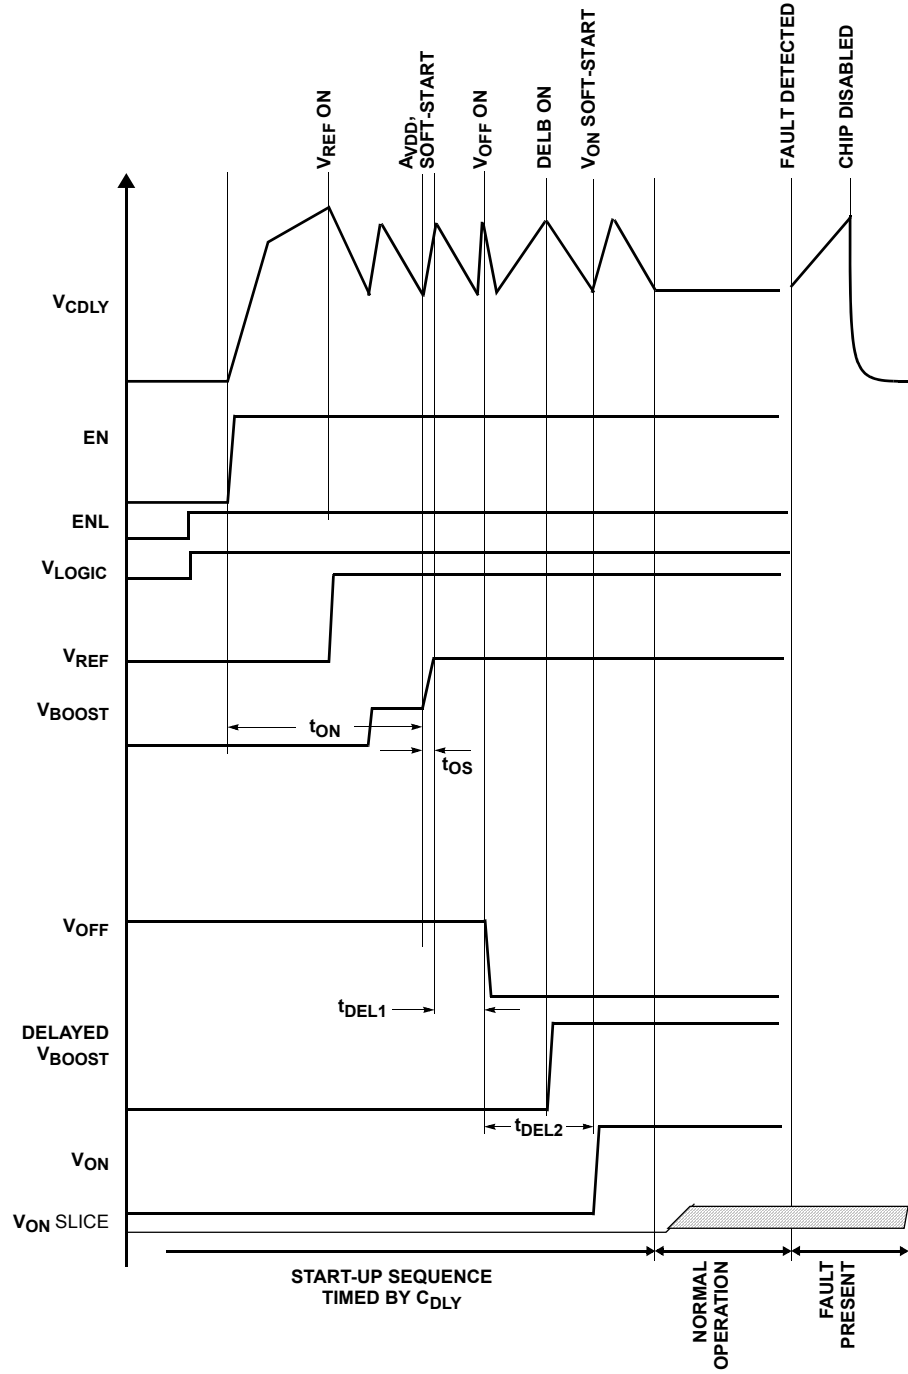 VREF ON
AVDD,
SOFT-START
VOFF ON
DELB ON
VON SOFT-START
FAULT DETECTED
CHIP DISABLED
VCDLY
EN
ENL
VLOGIC
VREF
VBOOST
tON
tOS
VOFF
tDEL1
DELAYED
VBOOST
tDEL2
VON
VON SLICE
START-UP SEQUENCE
TIMED BY CDLY
NORMAL
OPERATION
FAULT
PRESENT